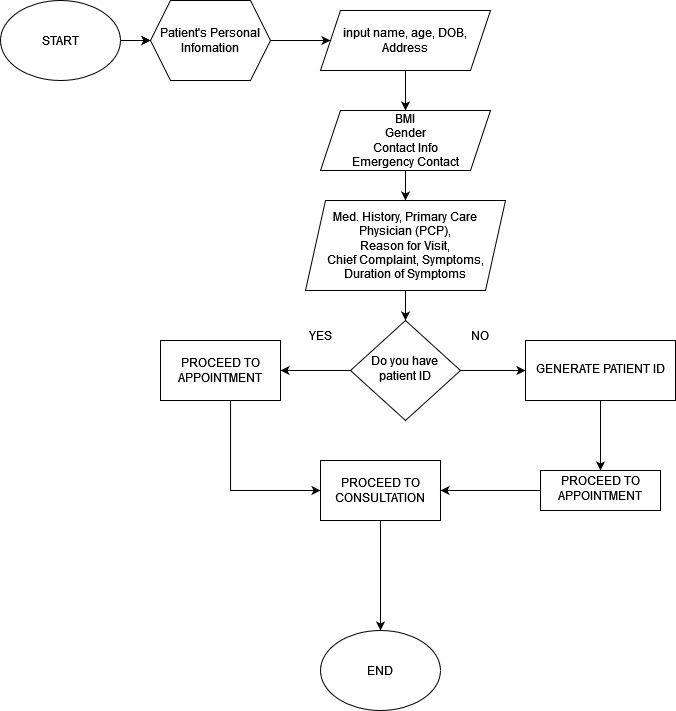 START
Patient's Personal
Infomation
input name, age, DOB,
Address
BMI
Gender
Contact Info
Emergency Contact
Med. History, Primary Care
Physician (PCP),
Reason for Visit,
Chief Complaint, Symptoms,
Duration of Symptoms
YES
NO
Do you have
patient ID
PROCEED TO
APPOINTMENT
GENERATE PATIENT ID
PROCEED TO
CONSULTATION
PROCEED TO
APPOINTMENT
END